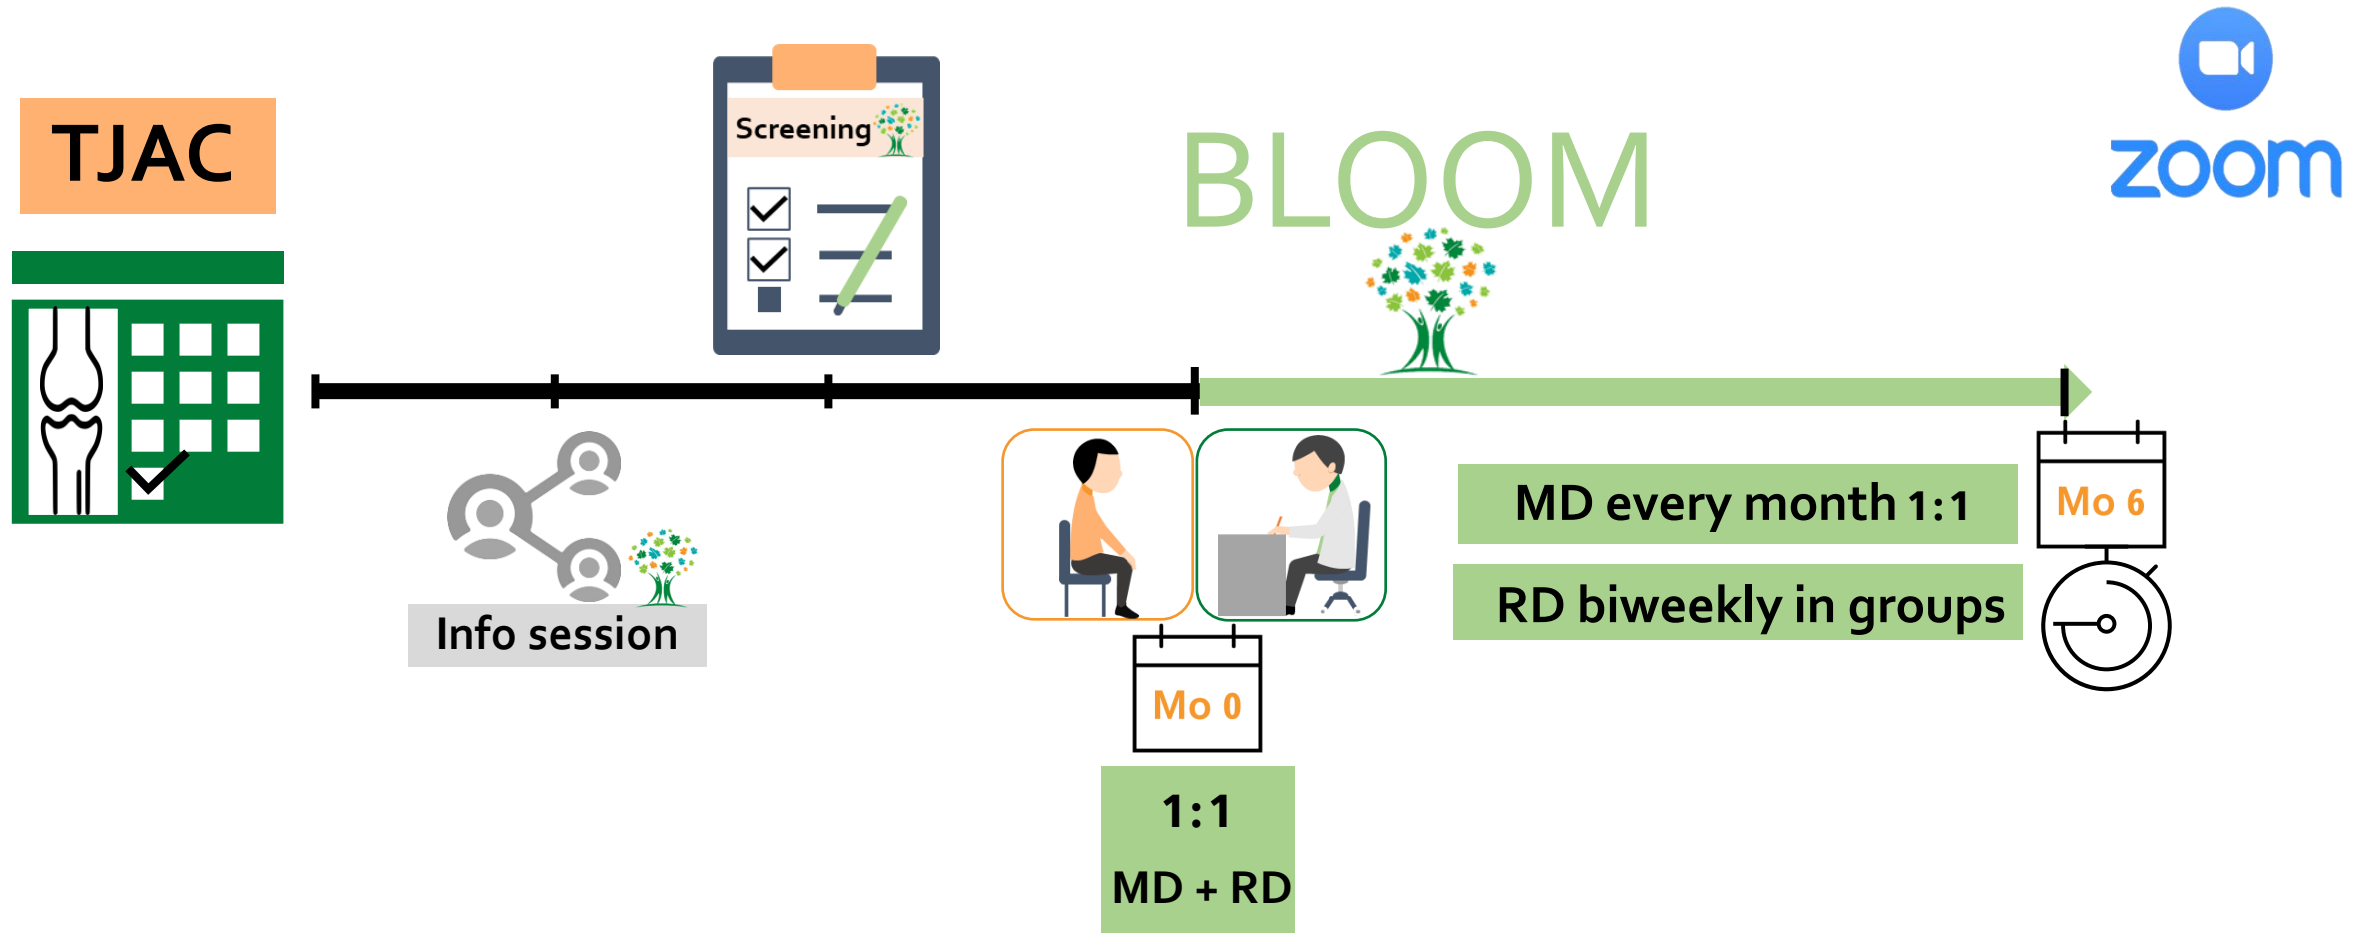 TJAC
Screening
BLOOM
zoom
Info session
MD every month 1:1
RD biweekly in groups
Mo 6
Mo 0
1:1
MD + RD